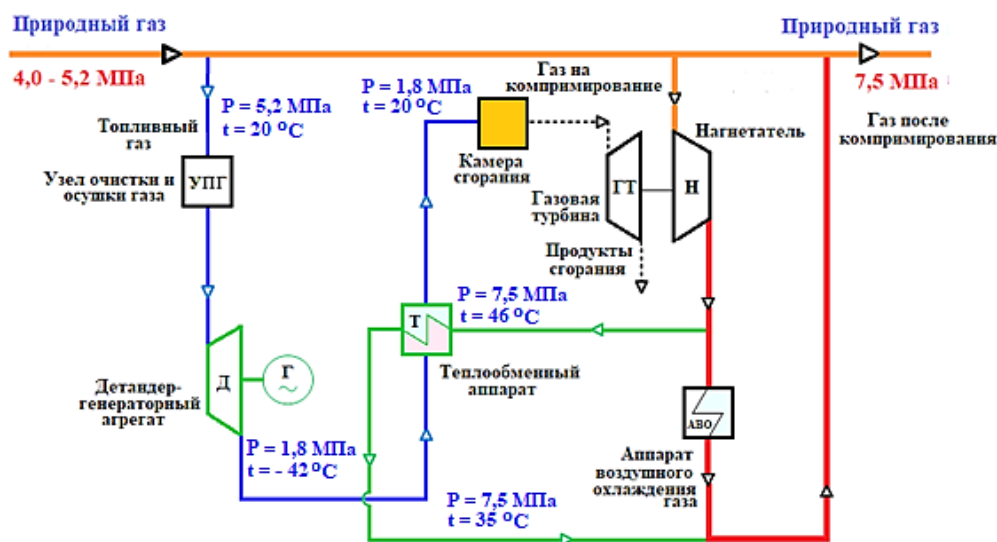 Природный газ
Природный газ
4,0 - 5,2 МПа
7,5 МПа
P = 5,2 МПа
t = 20 °C
P = 1,8 МПа
t = 20 °C
Газ на
компримирование
Нагнетатель
Газ после
компримирования
Топливный
газ
Узел очистки и
осушки газа
УПГ
Камера
сгорания
Газовая
турбина
ГТ
Н
Продукты
сгорания
P = 7,5 МПа
t = 46 °C
Т
Теплообменный
аппарат
Детандер-
генераторный
агрегат
Д
Г
~
АВО
P = 1,8 МПа
t = - 42 °C
Аппарат
воздушного
охлаждения
газа
P = 7,5 МПа
t = 35 °C